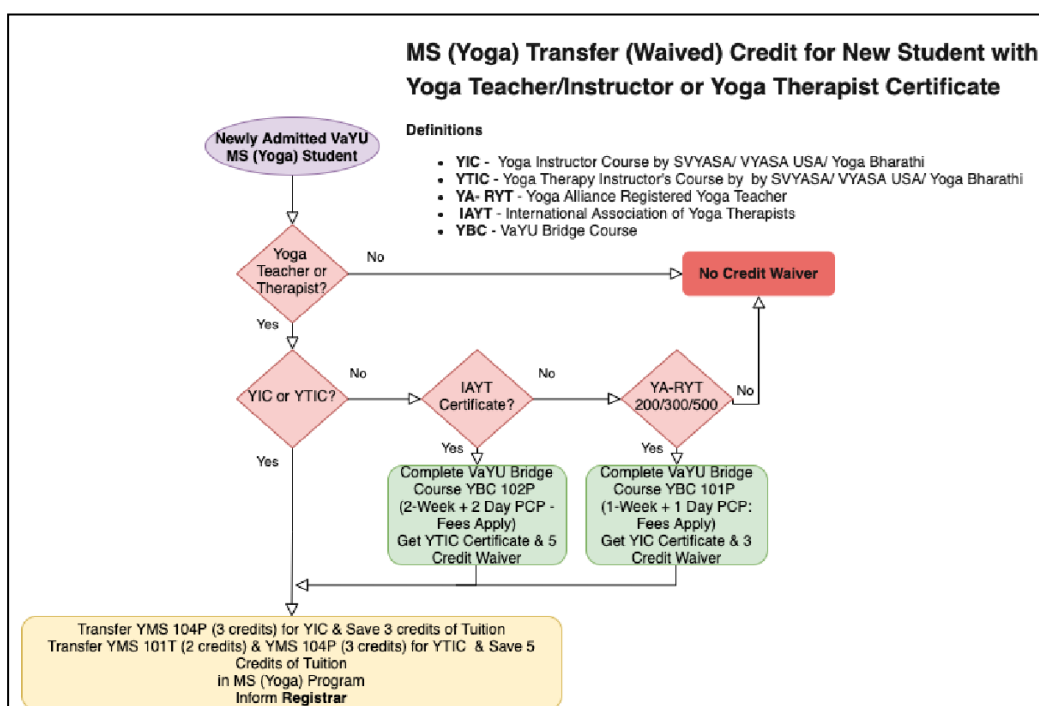 MS (Yoga) Transfer (Waived) Credit for New Student with
Yoga Teacher/Instructor or Yoga Therapist Certificate
Definitions
• YIC - Yoga Instructor Course by SVYASA/ VYASA USA/ Yoga Bharathi
• YTIC - Yoga Therapy Instructor's Course by by SVYASA/ VYASA USA/ Yoga Bharathi
• YA- RYT - Yoga Alliance Registered Yoga Teacher
• IAYT - International Association of Yoga Therapists
• YBC - VaYU Bridge Course
Newly Admitted VaYU
MS (Yoga) Student
Yoga
Teacher or
Therapist?
No
No Credit Waiver
Yes
YIC or YTIC?
No
IAYT
Certificate?
No
YA-RYT
200/300/500
No
Yes
Yes
Yes
Complete VaYU Bridge
Course YBC 102P
(2-Week + 2 Day PCP -
Fees Apply)
Get YTIC Certificate & 5
Credit Waiver
Complete VaYU Bridge
Course YBC 101P
(1-Week + 1 Day PCP:
Fees Apply)
Get YIC Certificate & 3
Credit Waiver
Transfer YMS 104P (3 credits) for YIC & Save 3 credits of Tuition
Transfer YMS 101T (2 credits) & YMS 104P (3 credits) for YTIC & Save 5
Credits of Tuition
in MS (Yoga) Program
Inform Registrar